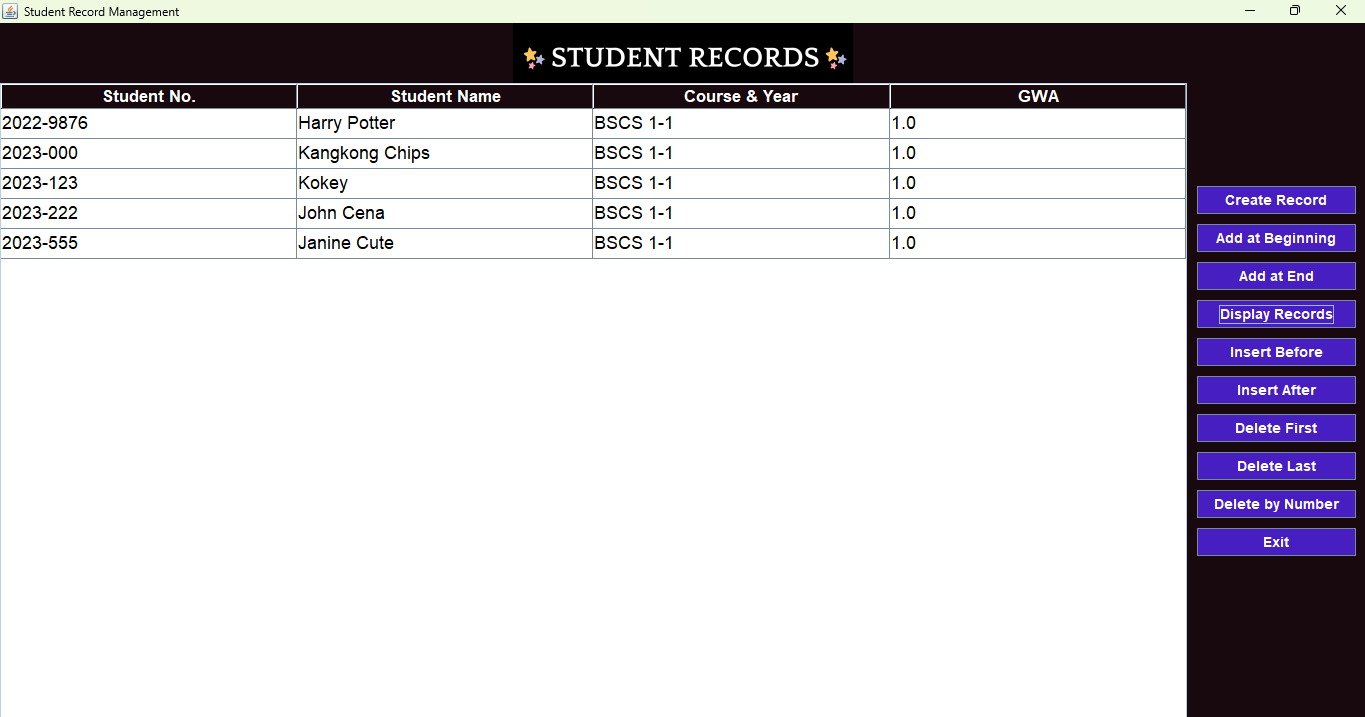 Student Record Management
STUDENT RECORDS
Student No. Student Name Course & Year GWA
2022-9876 Harry Potter BSCS 1-1 1.0
2023-000 Kangkong Chips BSCS 1-1 1.0
2023-123 Kokey BSCS 1-1 1.0
2023-222 John Cena BSCS 1-1 1.0
2023-555 Janine Cute BSCS 1-1 1.0
Create Record
Add at Beginning
Add at End
Display Records
Insert Before
Insert After
Delete First
Delete Last
Delete by Number
Exit